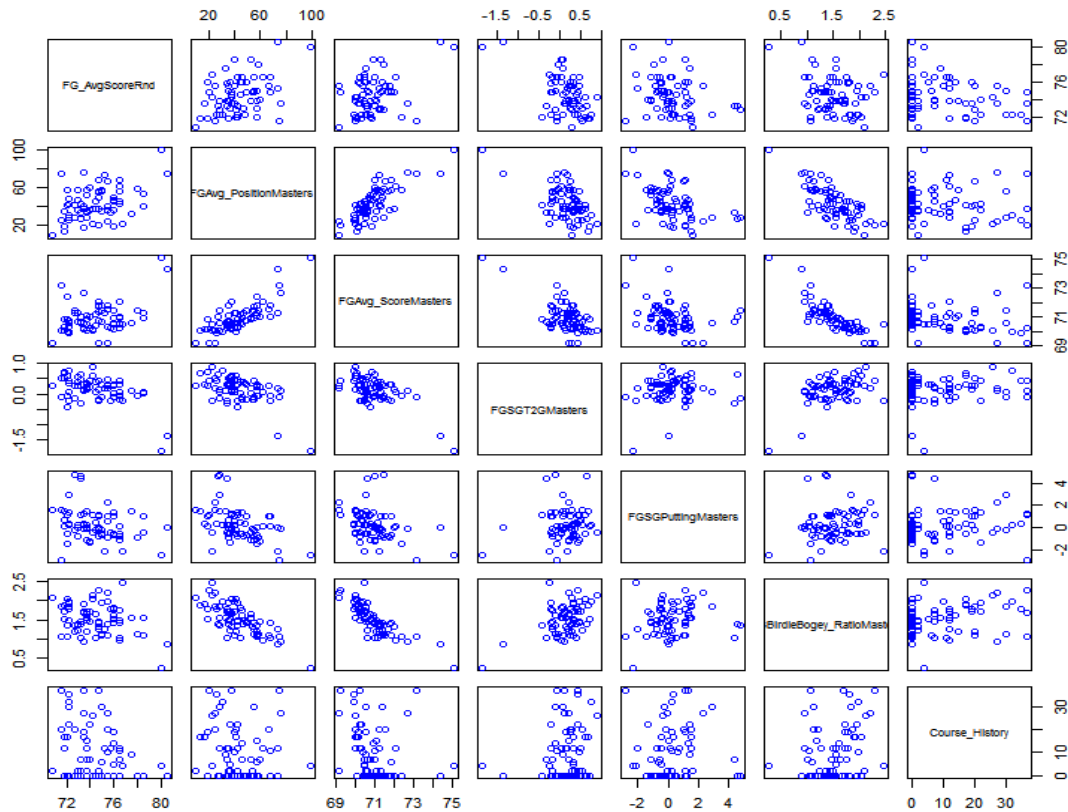 20 60 100
-1.5 -0.5 0.5
0.5 1.5 2.5
FG_AvgScoreRnd
72 76 80
20 60 100
FGAvg_PositionMasters
FGAvg_ScoreMasters
69 71 73 75
-1.5 0.0 1.0
FGSGT2GMasters
FGSGPuttingMasters
-2 0 2 4
0.5 1.5 2.5
BirdieBogey_RatioMaste
Course_History
0 10 30
72 76 80
69 71 73 75
-2 0 2 4
0 10 20 30